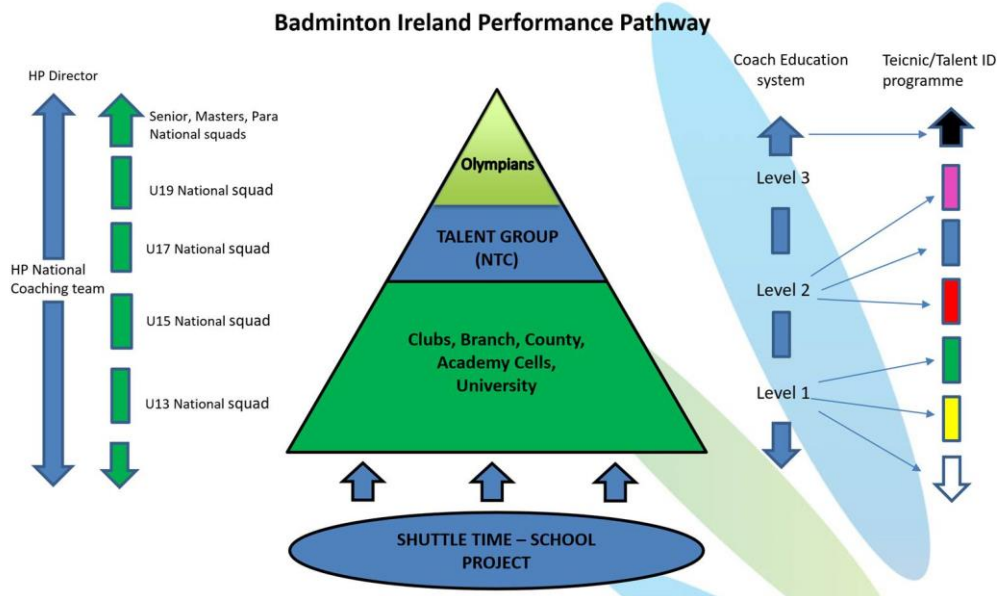 Badminton Ireland Performance Pathway
HP Director
Senior, Masters, Para
National squads
U19 National squad
U17 National squad
HP National
Coaching team
U15 National squad
U13 National squad
Olympians
TALENT GROUP
(NTC)
Clubs, Branch, County,
Academy Cells,
University
SHUTTLE TIME – SCHOOL
PROJECT
Coach Education
system
Level 3
Level 2
Level 1
Teicnic/Talent ID
programme